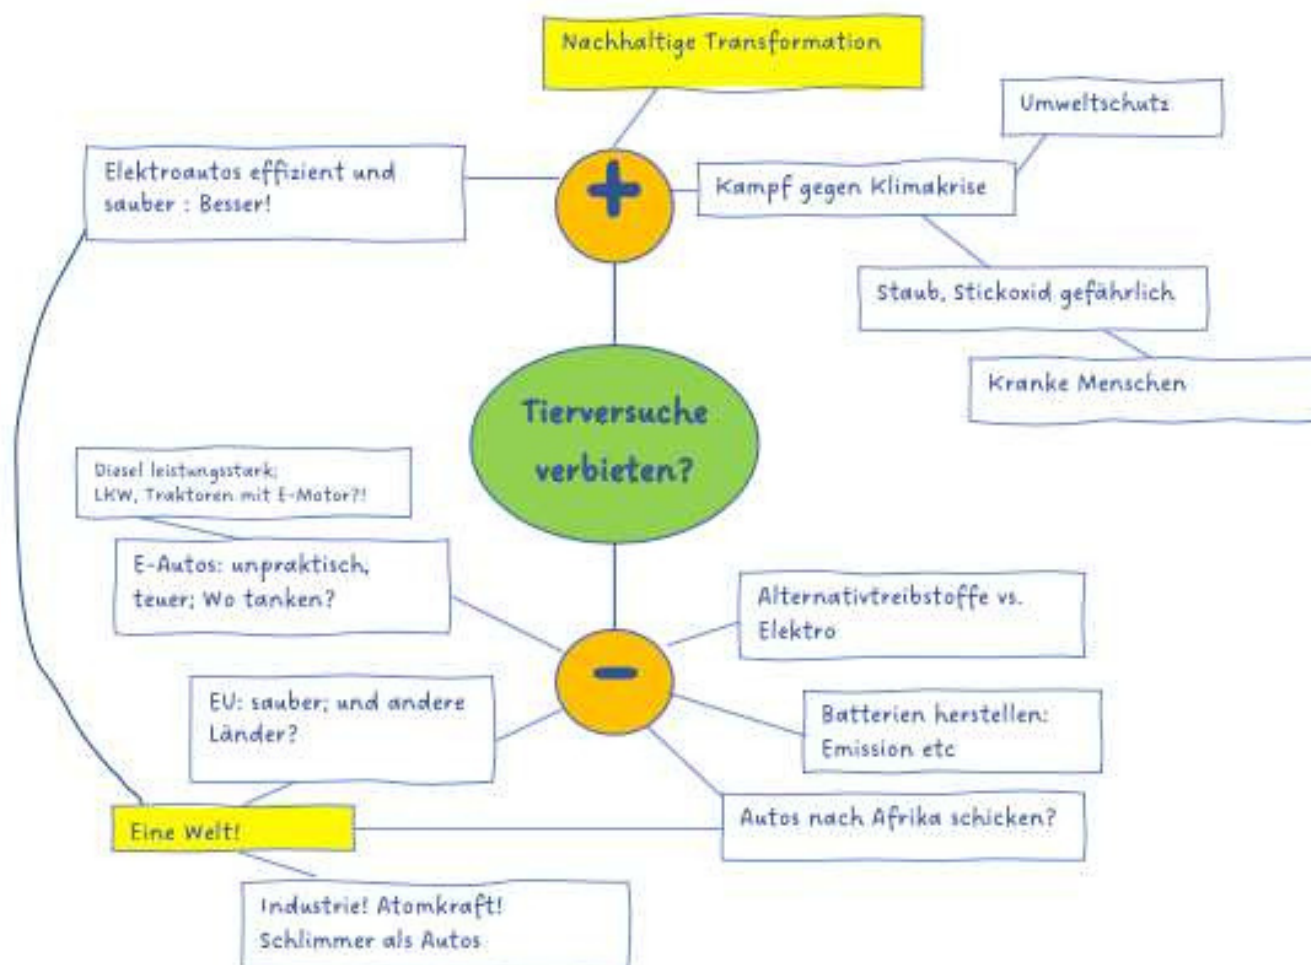 Nachhaltige Transformation
Umweltschutz
Elektroautos effizient und
sauber : Besser!
+
Kampf gegen Klimakrise
Staub, Stickoxid gefährlich
Kranke Menschen
Tierversuche
verbieten?
Diesel leistungsstark;
LKW, Traktoren mit E-Motor?!
E-Autos: unpraktisch,
teuer; Wo tanken?
Alternativtreibstoffe vs.
Elektro
-
EU: sauber; und andere
Länder?
Batterien herstellen:
Emission etc
Autos nach Afrika schicken?
Eine Welt!
Industrie! Atomkraft!
Schlimmer als Autos